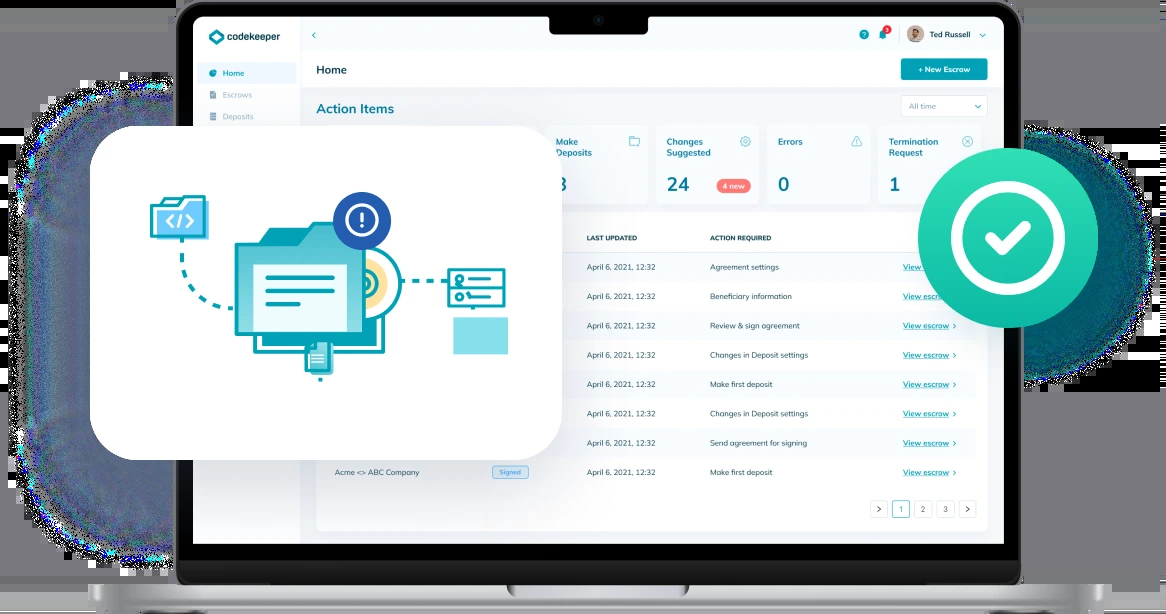 codekeeper
3
Ted Russell
Home
Home
+ New Escrow
Escrows
Action Items
All time
Deposits
Make Deposits
Changes Suggested
Errors
Termination Request
24
4 new
0
1
</>
LAST UPDATED
ACTION REQUIRED
April 6, 2021, 12:32 Agreement settings View
April 6, 2021, 12:32 Beneficiary information View escrow
April 6, 2021, 12:32 Review & sign agreement View escrow
April 6, 2021, 12:32 Changes in Deposit settings View escrow
April 6, 2021, 12:32 Make first deposit View escrow
April 6, 2021, 12:32 Changes in Deposit settings View escrow
April 6, 2021, 12:32 Send agreement for signing View escrow
Acme <> ABC Company Signed April 6, 2021, 12:32 Make first deposit View escrow
1 2 3